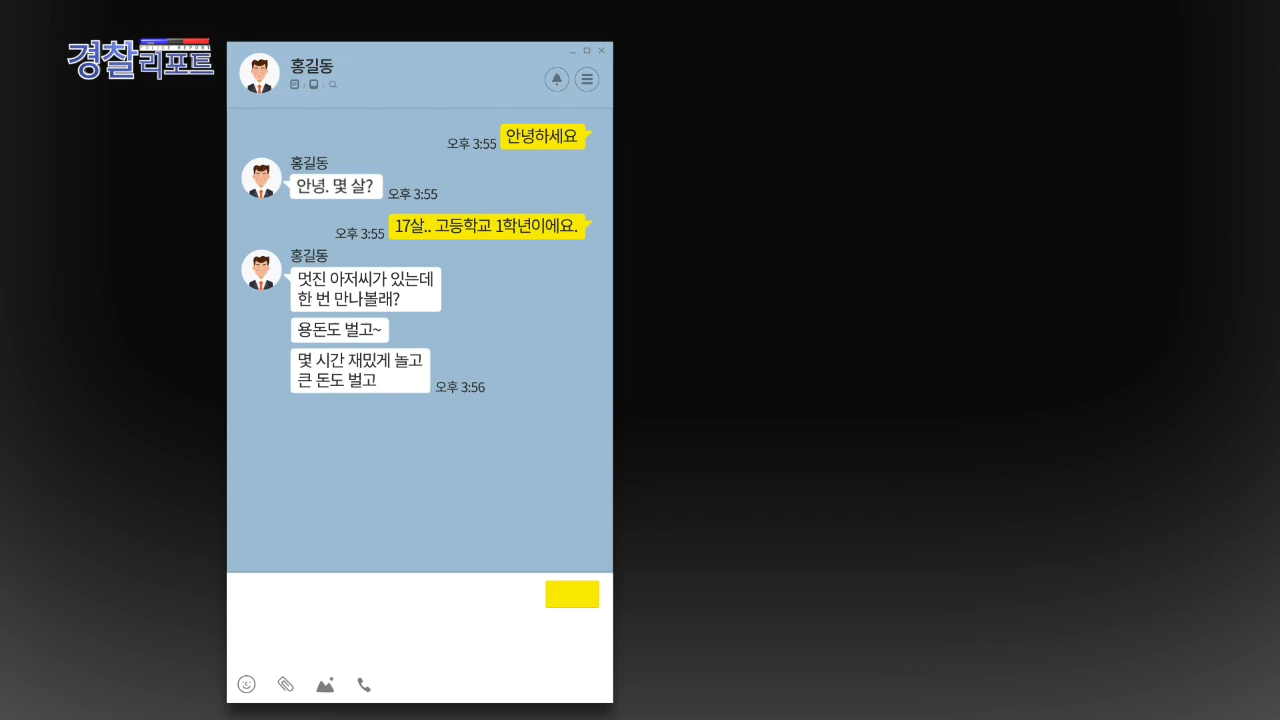 경찰리포트
POLICE REPORT
홍길동
안녕하세요
오후 3:55
홍길동
안녕. 몇 살?
오후 3:55
17살.. 고등학교 1학년이에요.
오후 3:55
홍길동
멋진 아저씨가 있는데
한 번 만나볼래?
용돈도 벌고~
몇 시간 재밌게 놀고
큰 돈도 벌고
오후 3:56